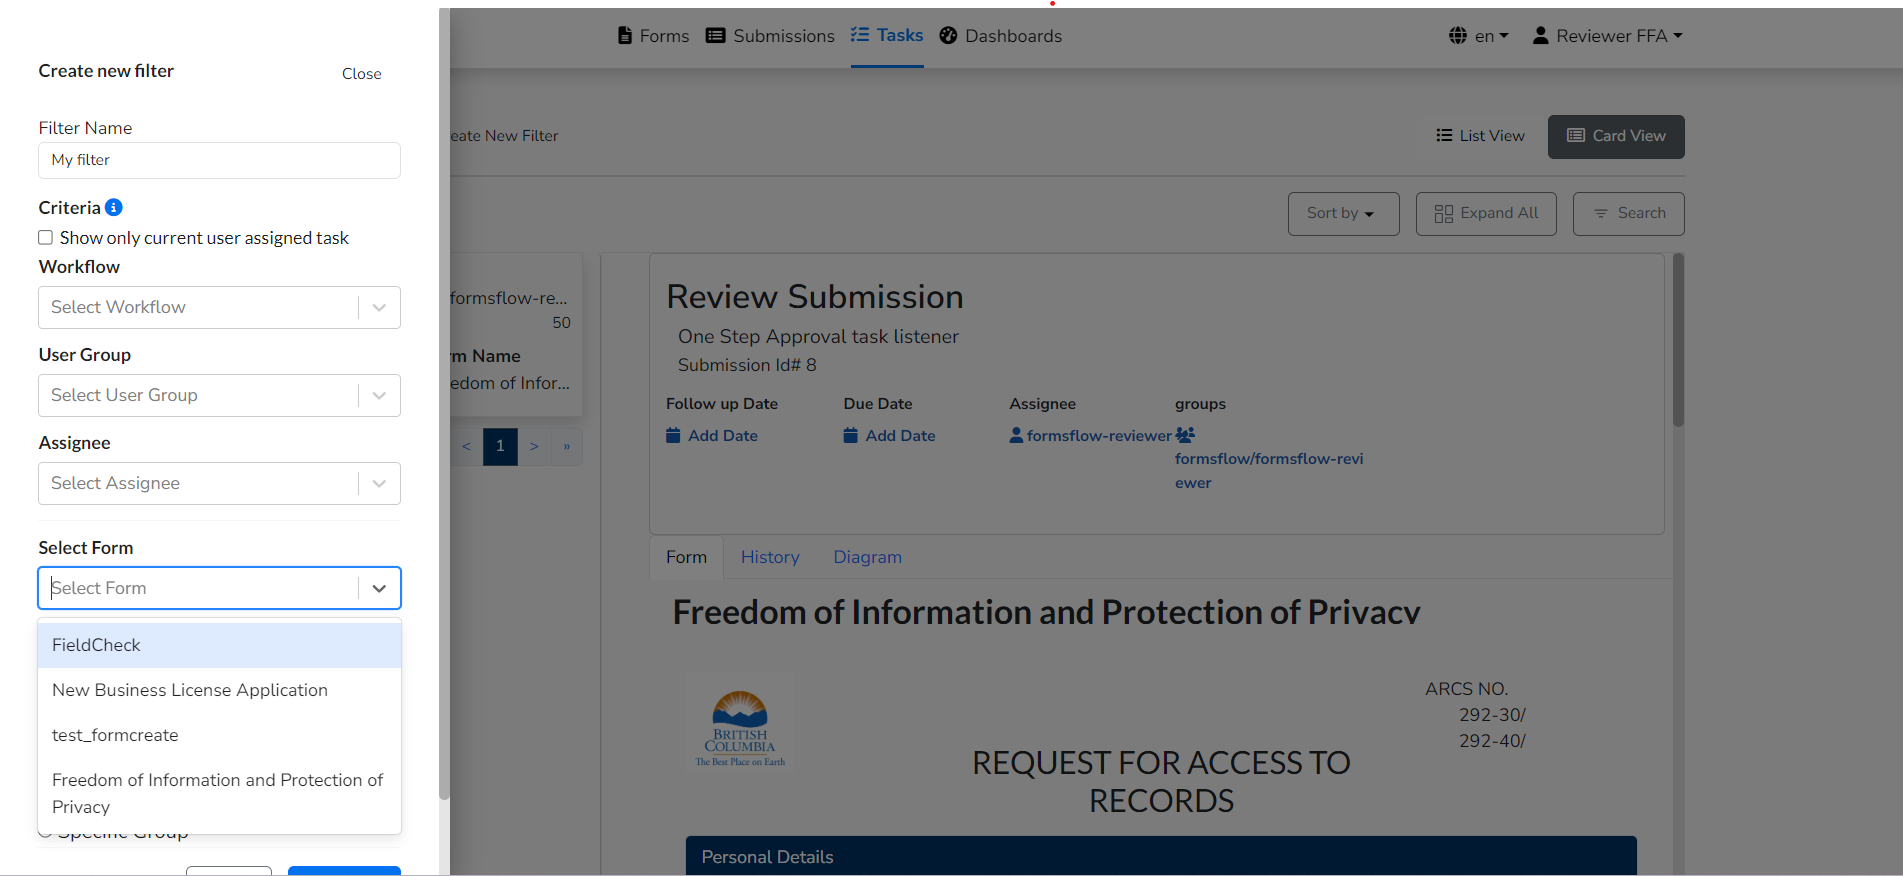 Forms
Submissions
Tasks
Dashboards
en
Reviewer FFA
Create new filter
Close
Filter Name
My filter
Criteria
Show only current user assigned task
Workflow
Select Workflow
User Group
Select User Group
Assignee
Select Assignee
Select Form
Select Form
FieldCheck
New Business License Application
test_formcreate
Freedom of Information and Protection of
Privacy
Specific Group
eate New Filter
List View
Card View
Sort by
Expand All
Search
formsflow-re...
50
m Name
edom of Infor...
<
1
>
»
Review Submission
One Step Approval task listener
Submission Id# 8
Follow up Date
Due Date
Assignee
groups
Add Date
Add Date
formsflow-reviewer
formsflow/formsflow-revi
ewer
Form
History
Diagram
Freedom of Information and Protection of Privacy
BRITISH
COLUMBIA
The Best Place on Earth
ARCS NO.
292-30/
292-40/
REQUEST FOR ACCESS TO
RECORDS
Personal Details